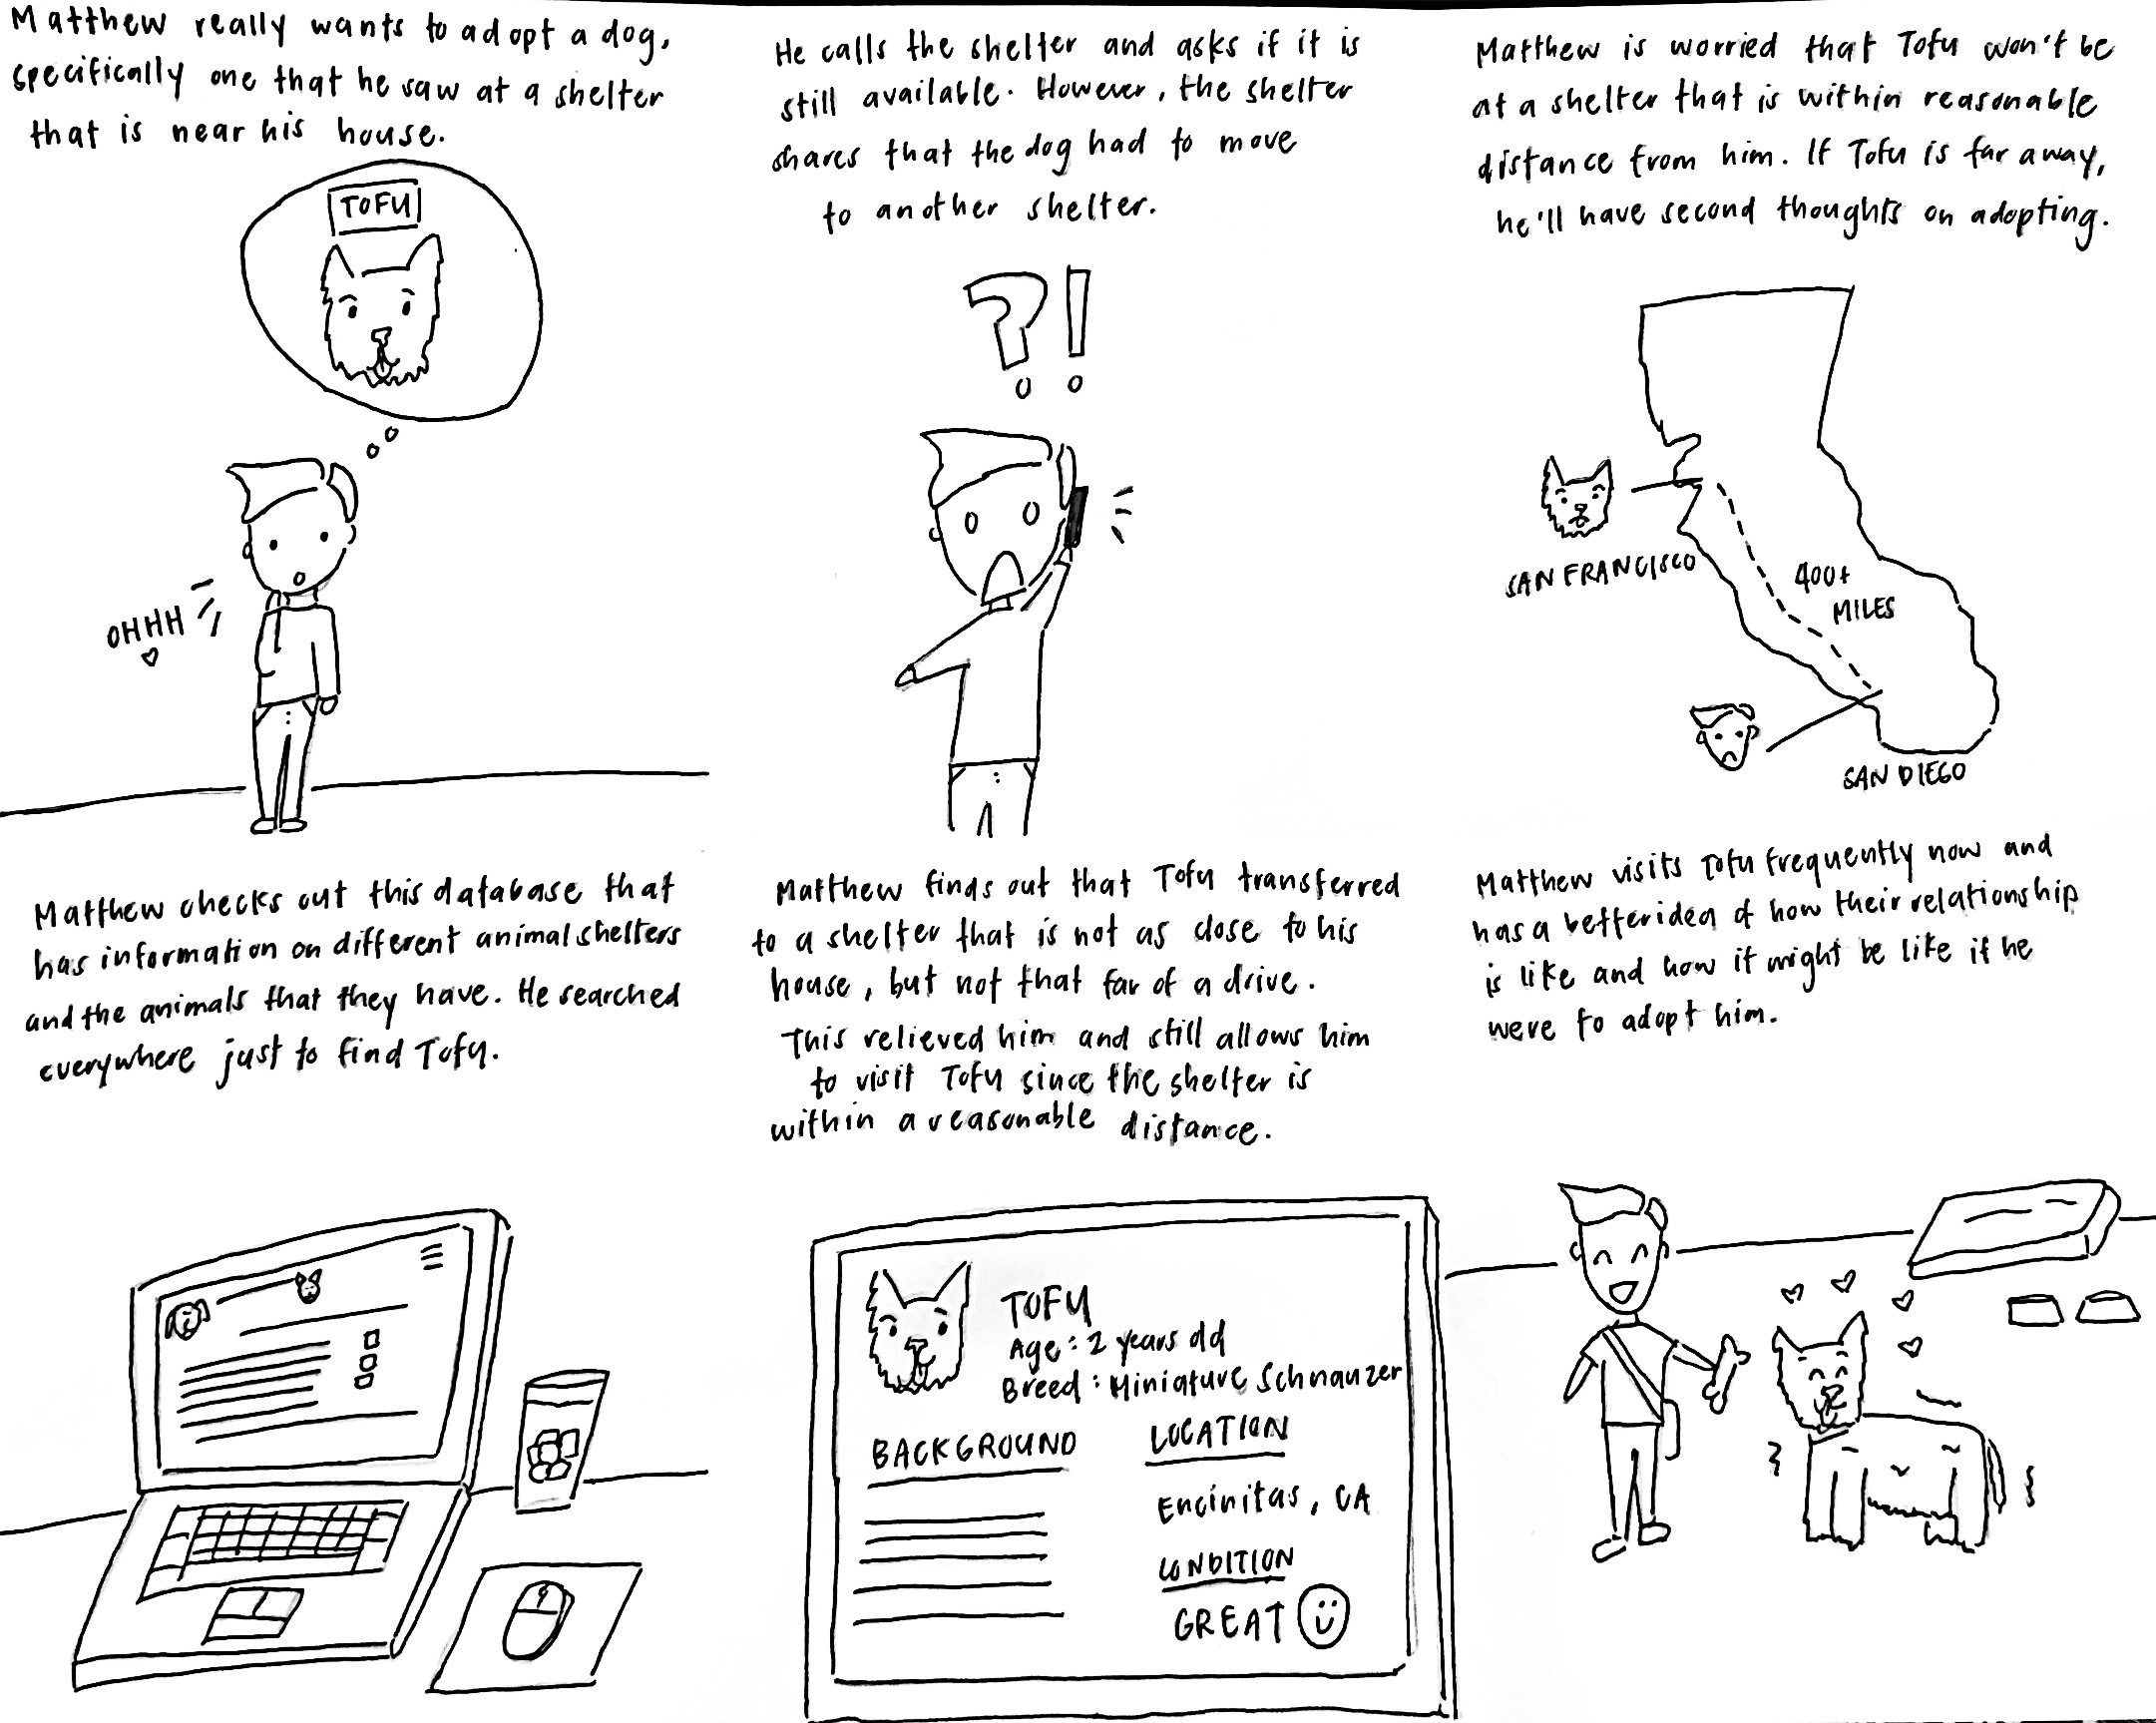 Matthew really wants to adopt a dog,
specifically one that he saw at a shelter
that is near his house.
TOFU
OHHH
He calls the shelter and asks if it is
still available. However, the shelter
shares that the dog had to move
to another shelter.
?!
Matthew is worried that Tofu won't be
at a shelter that is within reasonable
distance from him. If Tofu is far away,
he'll have second thoughts on adopting.
SAN FRANCISCO
400+
MILES
SAN DIEGO
Matthew checks out this database that
has information on different animal shelters
and the animals that they have. He searched
everywhere just to find Tofu.
Matthew finds out that Tofu transferred
to a shelter that is not as close to his
house, but not that far of a drive.
This relieved him and still allows him
to visit Tofu since the shelter is
within a reasonable distance.
TOFU
Age: 2 years old
Breed: Miniature Schnauzer
BACKGROUND
LOCATION
Encinitas, CA
CONDITION
GREAT
Matthew visits Tofu frequently now and
has a better idea of how their relationship
is like and how it might be like if he
were to adopt him.